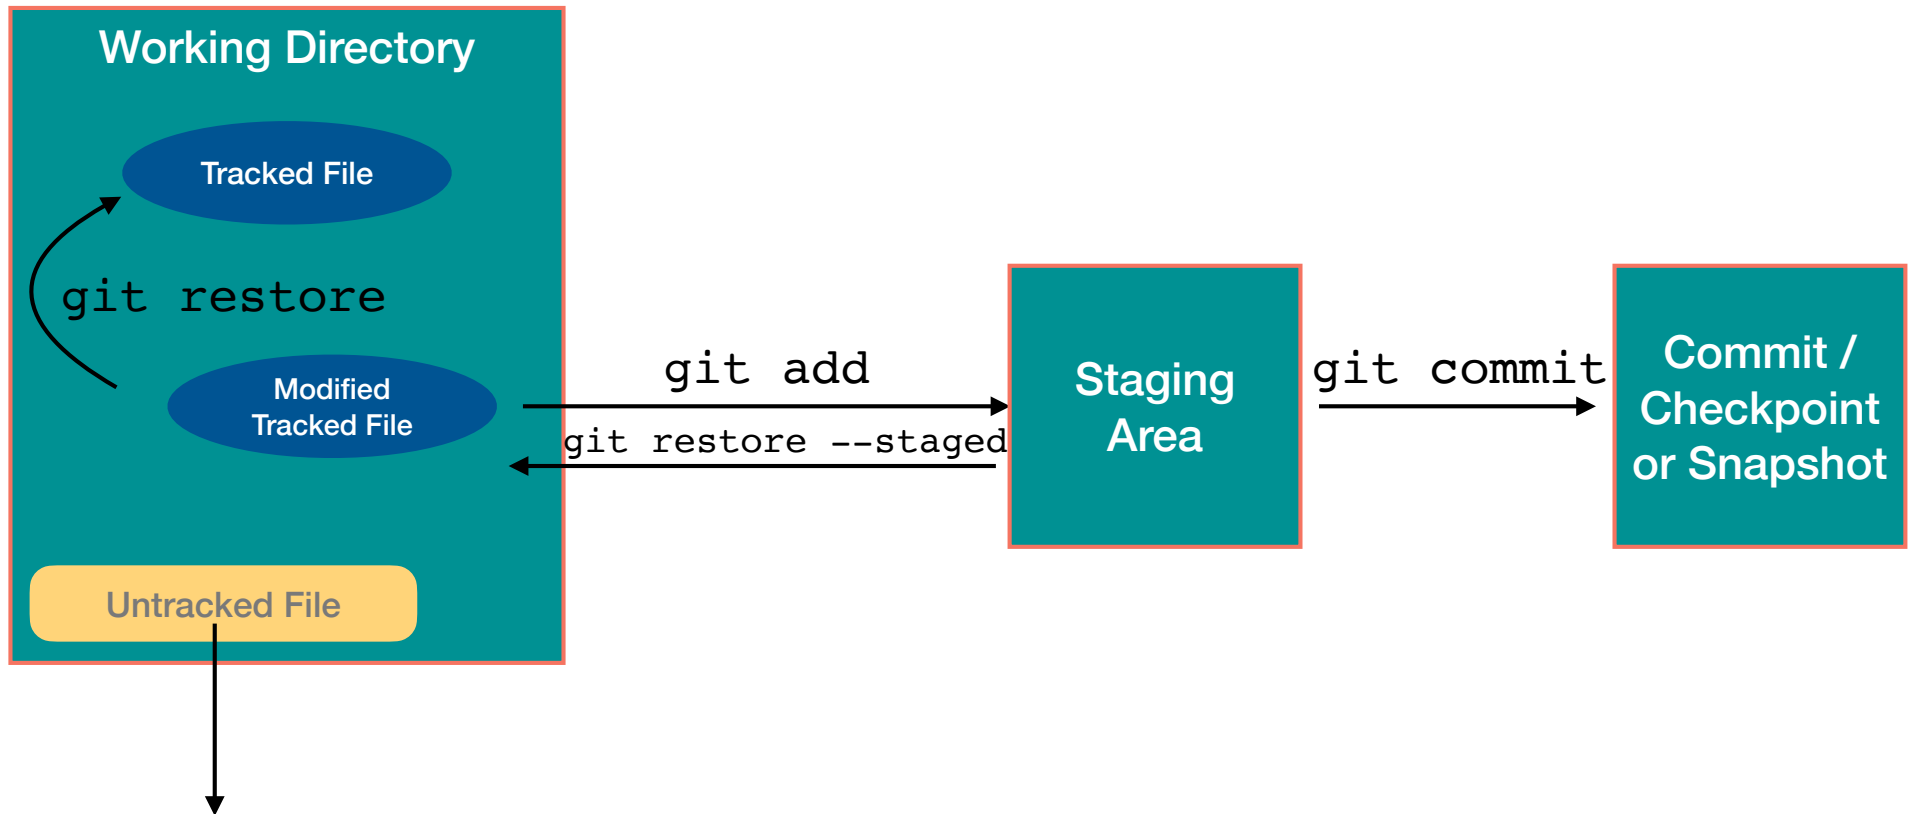 Working Directory
Tracked File
git restore
Modified
Tracked File
git add
git restore --staged
Staging
Area
git commit
Commit /
Checkpoint
or Snapshot
Untracked File